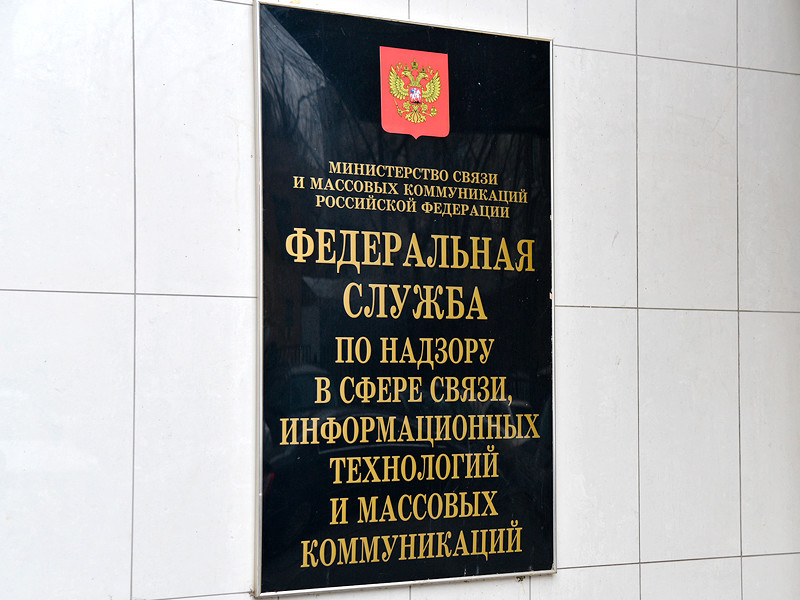 МИНИСТЕРСТВО СВЯЗИ
И МАССОВЫХ КОММУНИКАЦИЙ
РОССИЙСКОЙ ФЕДЕРАЦИИ
ФЕДЕРАЛЬНАЯ
СЛУЖБА
ПО НАДЗОРУ
В СФЕРЕ СВЯЗИ,
ИНФОРМАЦИОННЫХ
ТЕХНОЛОГИЙ
И МАССОВЫХ
КОММУНИКАЦИЙ